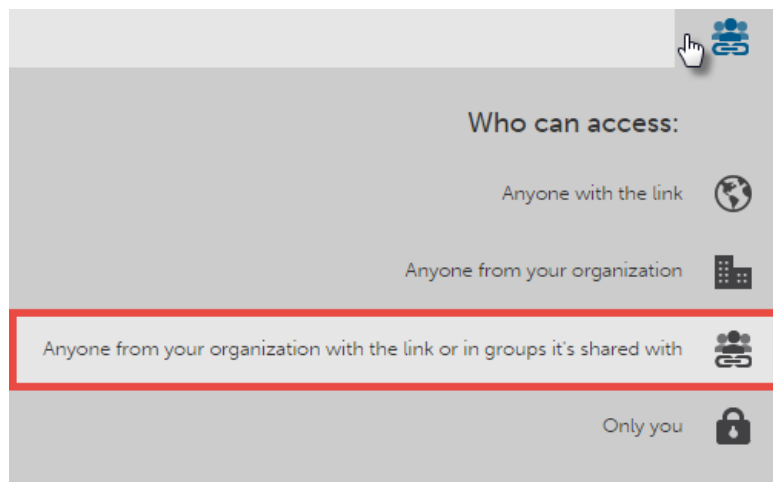 Who can access:
Anyone with the link
Anyone from your organization
Anyone from your organization with the link or in groups it's shared with
Only you